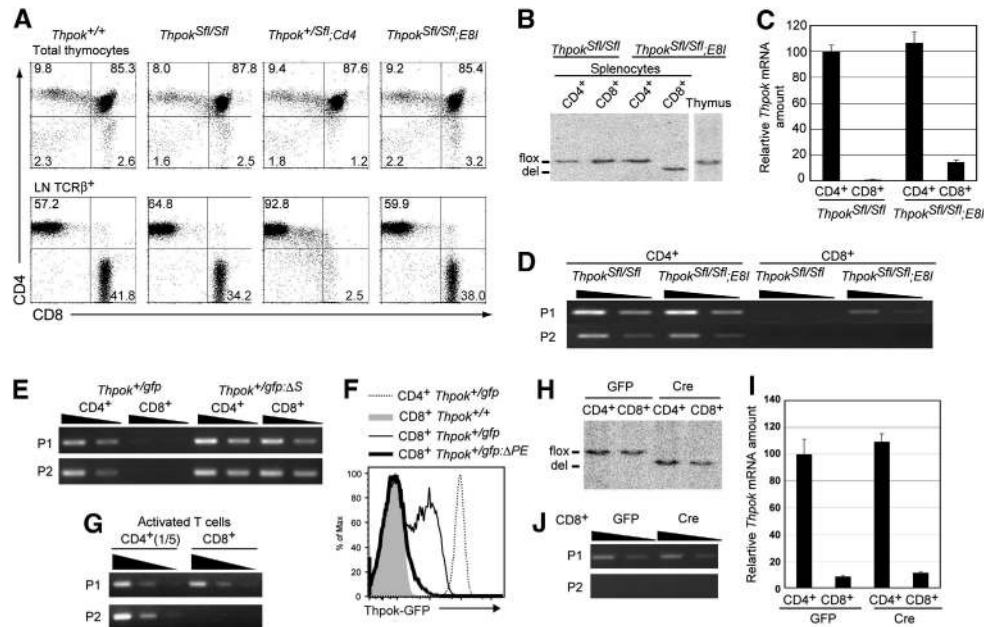 A
Thpok+/+
Total thymocytes
ThpokSfl/Sfl
Thpok+/Sfl;Cd4
ThpokSfl/Sfl;E8I
9.8 85.3
2.3 2.6
8.0 87.8
1.6 2.5
9.4 87.6
1.8 1.2
9.2 85.4
2.2 3.2
LN TCRβ+
57.2
41.8
64.8
34.2
92.8
2.5
59.9
38.0
CD4
CD8
B
ThpokSfl/Sfl ThpokSfl/Sfl;E8I
Splenocytes
CD4+ CD8+ CD4+ CD8+ Thymus
flox
del
C
Relartive Thpok mRNA amount
120
100
80
60
40
20
0
CD4+ CD8+ CD4+ CD8+
ThpokSfl/Sfl ThpokSfl/Sfl;E8I
D
CD4+ CD8+
ThpokSfl/Sfl ThpokSfl/Sfl;E8I ThpokSfl/Sfl ThpokSfl/Sfl;E8I
P1
P2
E
Thpok+/gfp Thpok+/gfp:ΔS
CD4+ CD8+ CD4+ CD8+
P1
P2
F
CD4+ Thpok+/gfp
CD8+ Thpok+/+
CD8+ Thpok+/gfp
CD8+ Thpok+/gfp:ΔPE
% of Max
100
80
60
40
20
0
Thpok-GFP
G
Activated T cells
CD4+(1/5) CD8+
P1
P2
H
GFP Cre
CD4+ CD8+ CD4+ CD8+
flox
del
I
Relartive Thpok mRNA amount
140
120
100
80
60
40
20
0
CD4+ CD8+ CD4+ CD8+
GFP Cre
J
CD8+ GFP Cre
P1
P2